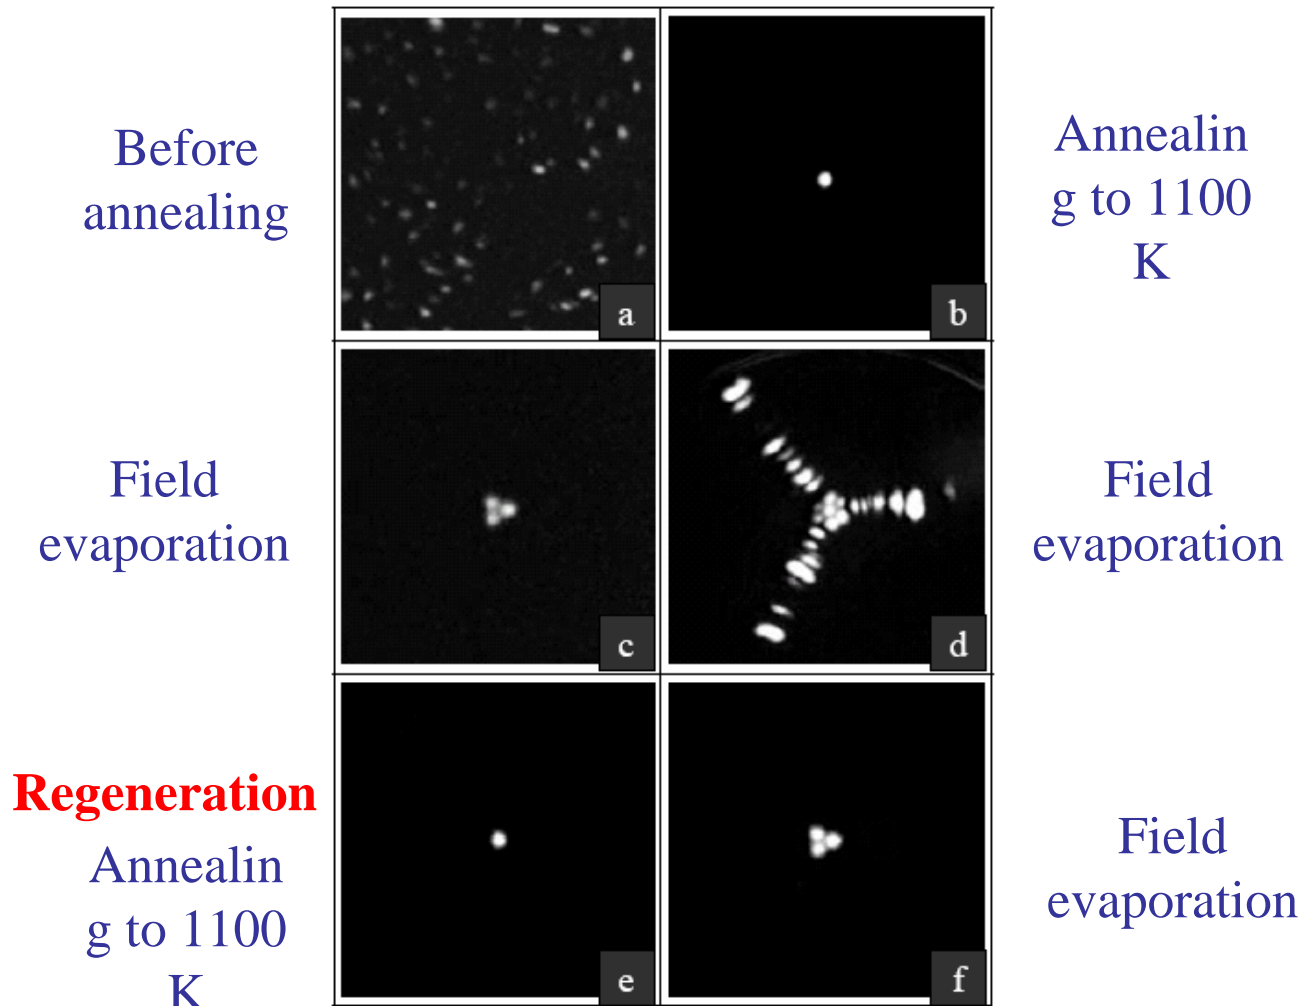 Before
annealing
a
b
Annealin
g to 1100
K
Field
evaporation
c
d
Field
evaporation
Regeneration
Annealin
g to 1100
K
e
f
Field
evaporation